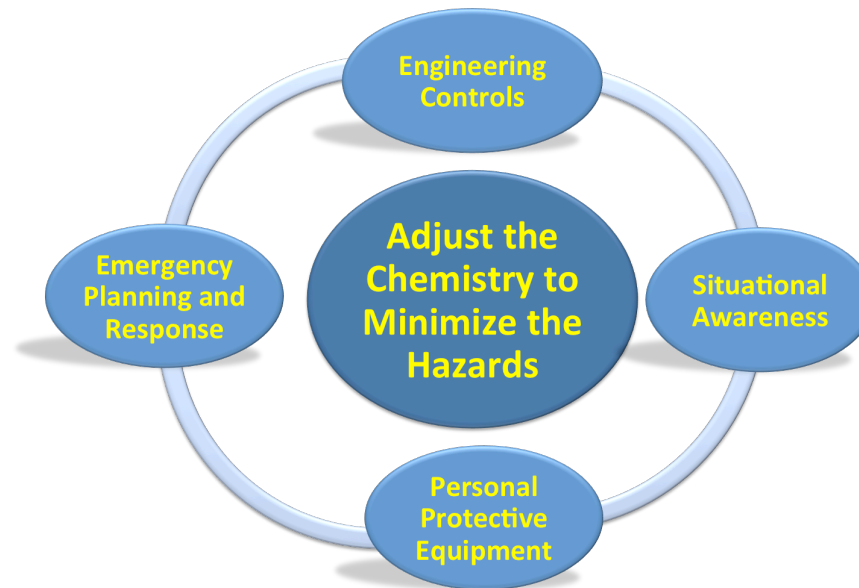 Engineering
Controls
Adjust the
Chemistry to
Minimize the
Hazards
Emergency
Planning and
Response
Situational
Awareness
Personal
Protective
Equipment